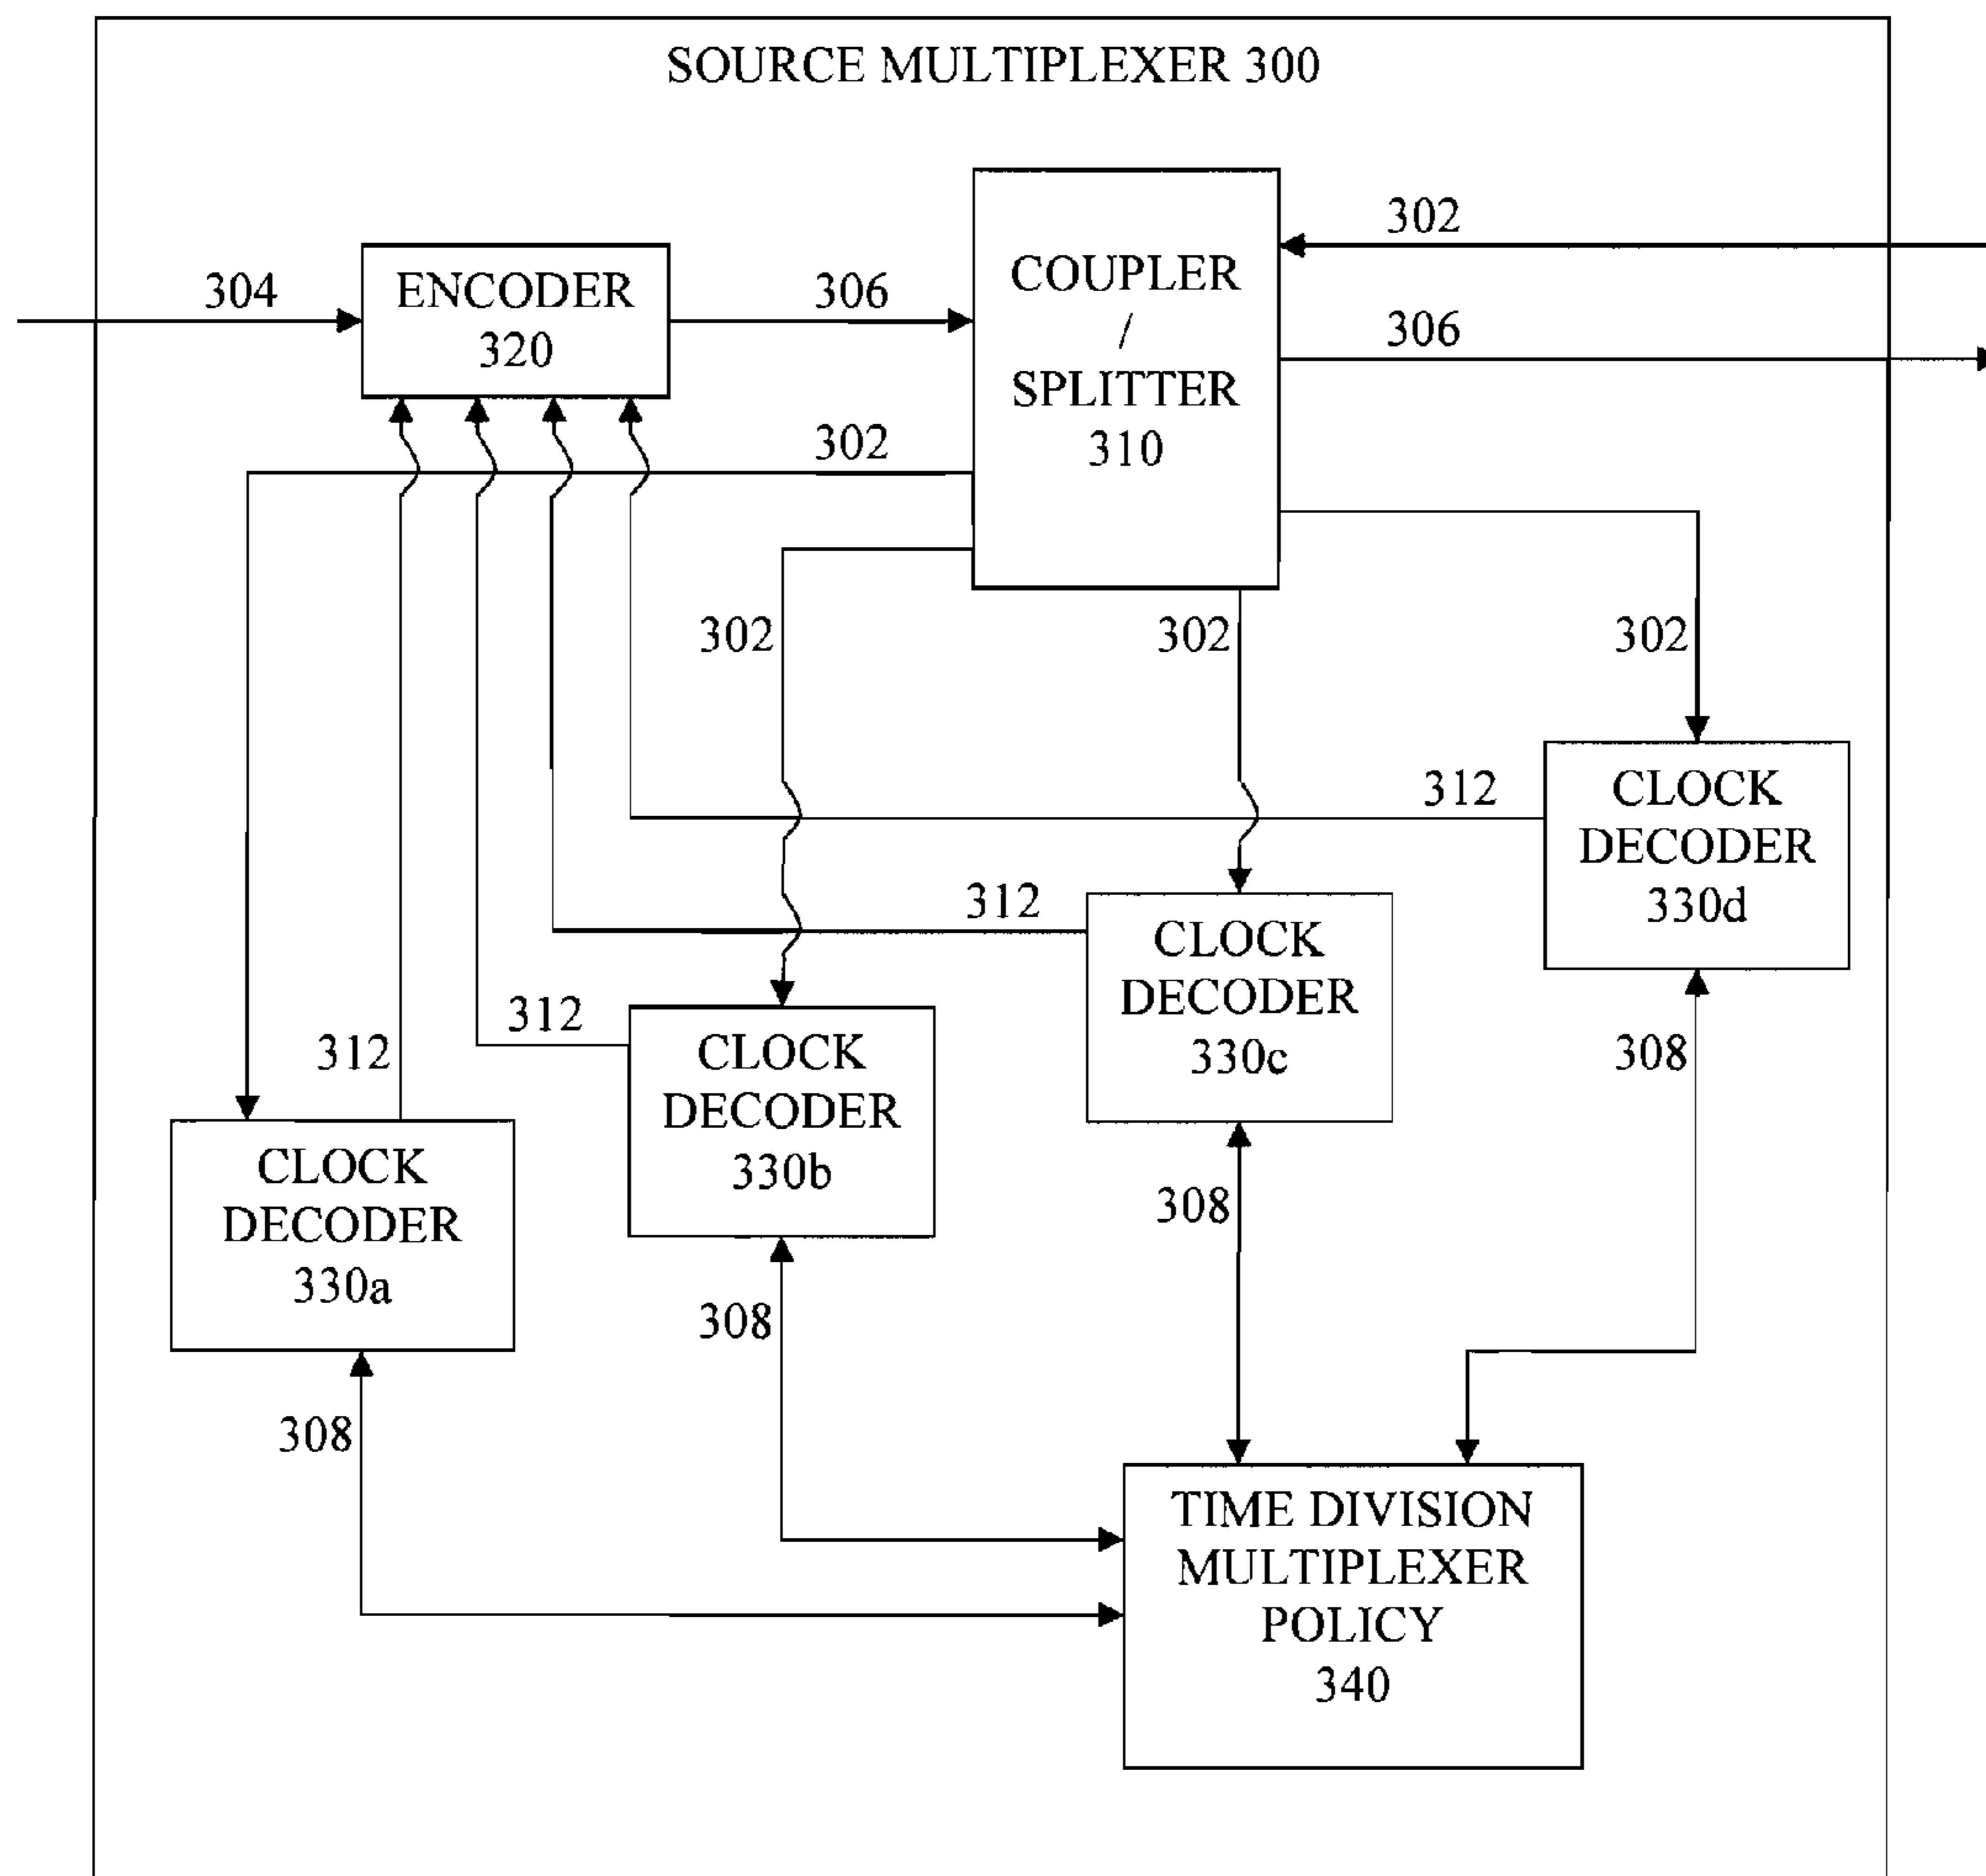 SOURCE MULTIPLEXER 300
302
304
ENCODER
320
306
COUPLER
/
SPLITTER
310
306
302
302
302
302
312
CLOCK
DECODER
330d
312
CLOCK
DECODER
330c
312
CLOCK
DECODER
330b
312
CLOCK
DECODER
330a
308
308
308
308
TIME DIVISION
MULTIPLEXER
POLICY
340